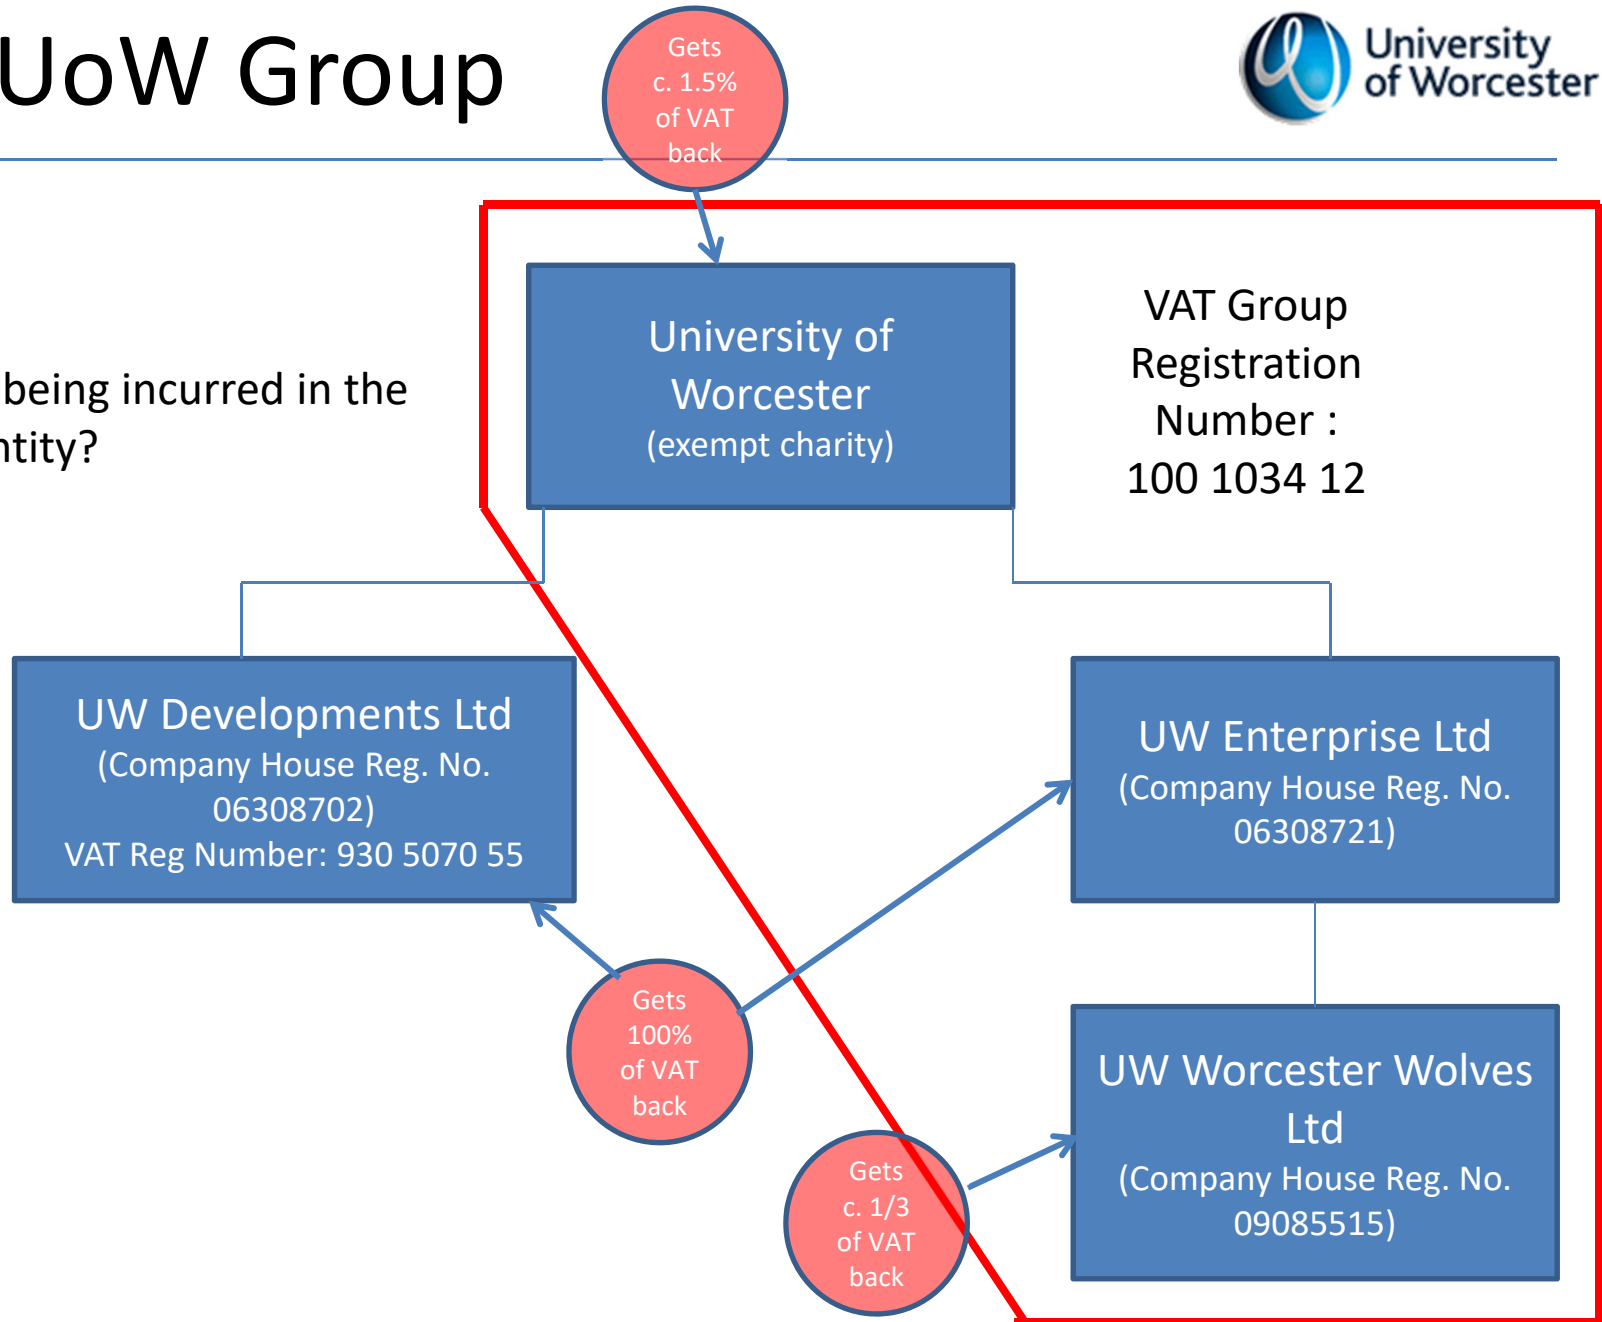 UoW Group
Gets
c. 1.5%
of VAT
back
University
of Worcester
being incurred in the
ntity?
University of
Worcester
(exempt charity)
VAT Group
Registration
Number :
100 1034 12
UW Developments Ltd
(Company House Reg. No.
06308702)
VAT Reg Number: 930 5070 55
UW Enterprise Ltd
(Company House Reg. No.
06308721)
Gets
100%
of VAT
back
UW Worcester Wolves
Ltd
(Company House Reg. No.
09085515)
Gets
c. 1/3
of VAT
back